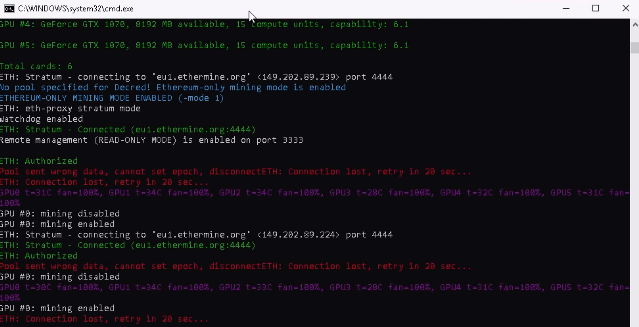 C:\WINDOWS\system32\cmd.exe
GPU #4: GeForce GTX 1070, 8192 MB available, 15 compute units, capability: 6.1
GPU #5: GeForce GTX 1070, 8192 MB available, 15 compute units, capability: 6.1
Total cards: 6
ETH: Stratum - connecting to 'eu1.ethermine.org' <149.202.89.239> port 4444
No pool specified for Decred! Ethereum-only mining mode is enabled
ETHEREUM-ONLY MINING MODE ENABLED (-mode 1)
ETH: eth-proxy stratum mode
Watchdog enabled
ETH: Stratum - Connected (eu1.ethermine.org:4444)
Remote management (READ-ONLY MODE) is enabled on port 3333
ETH: Authorized
Pool sent wrong data, cannot set epoch, disconnectETH: Connection lost, retry in 20 sec...
ETH: Connection lost, retry in 20 sec...
GPU0 t=31C fan=100%, GPU1 t=34C fan=100%, GPU2 t=34C fan=100%, GPU3 t=28C fan=100%, GPU4 t=32C fan=100%, GPU5 t=31C fan=
100%
GPU #0: mining disabled
GPU #0: mining enabled
ETH: Stratum - connecting to 'eu1.ethermine.org' <149.202.89.224> port 4444
ETH: Stratum - Connected (eu1.ethermine.org:4444)
ETH: Authorized
Pool sent wrong data, cannot set epoch, disconnectETH: Connection lost, retry in 20 sec...
GPU #0: mining disabled
GPU0 t=30C fan=100%, GPU1 t=34C fan=100%, GPU2 t=33C fan=100%, GPU3 t=28C fan=100%, GPU4 t=31C fan=100%, GPU5 t=32C fan=
100%
GPU #0: mining enabled
ETH: Connection lost, retry in 20 sec...